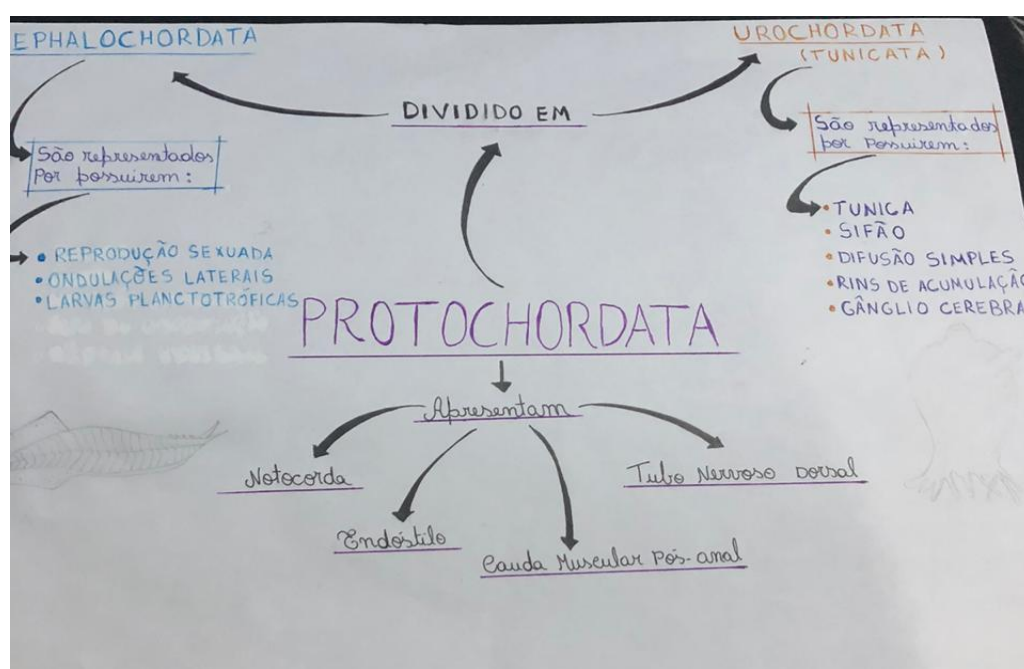 EPHALOCHORDATA
UROCHORDATA
(TUNICATA)
DIVIDIDO EM
São representados
Por possuirem:
São representados
por Possuirem:
• REPRODUÇÃO SEXUADA
• ONDULAÇÕES LATERAIS
• LARVAS PLANCTOTRÓFICAS
• TUNICA
• SIFÃO
• DIFUSÃO SIMPLES
• RINS DE ACUMULAÇÃO
• GÂNGLIO CEREBRA
PROTOCHORDATA
Apresentam
Notocorda
Tubo Nervoso Dorsal
Endóstilo
Cauda Muscular Pós-anal